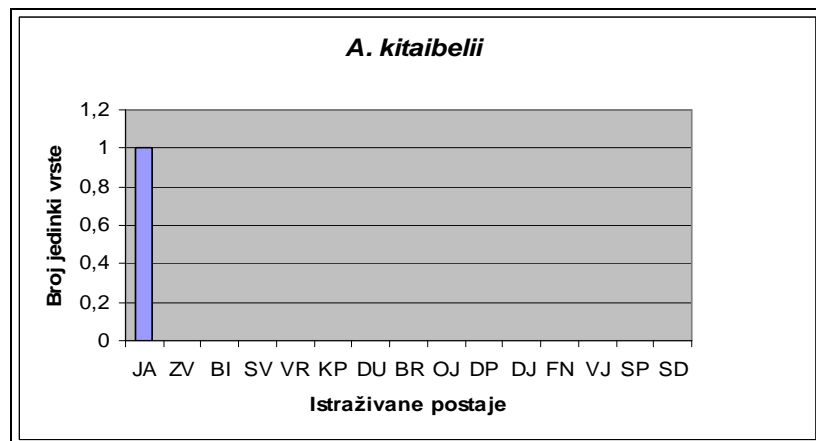 A. kitaibelii
Broj jedinki vrste
1,2
1
0,8
0,6
0,4
0,2
0
JA ZV BI SV VR KP DU BR OJ DP DJ FN VJ SP SD
Istraživane postaje